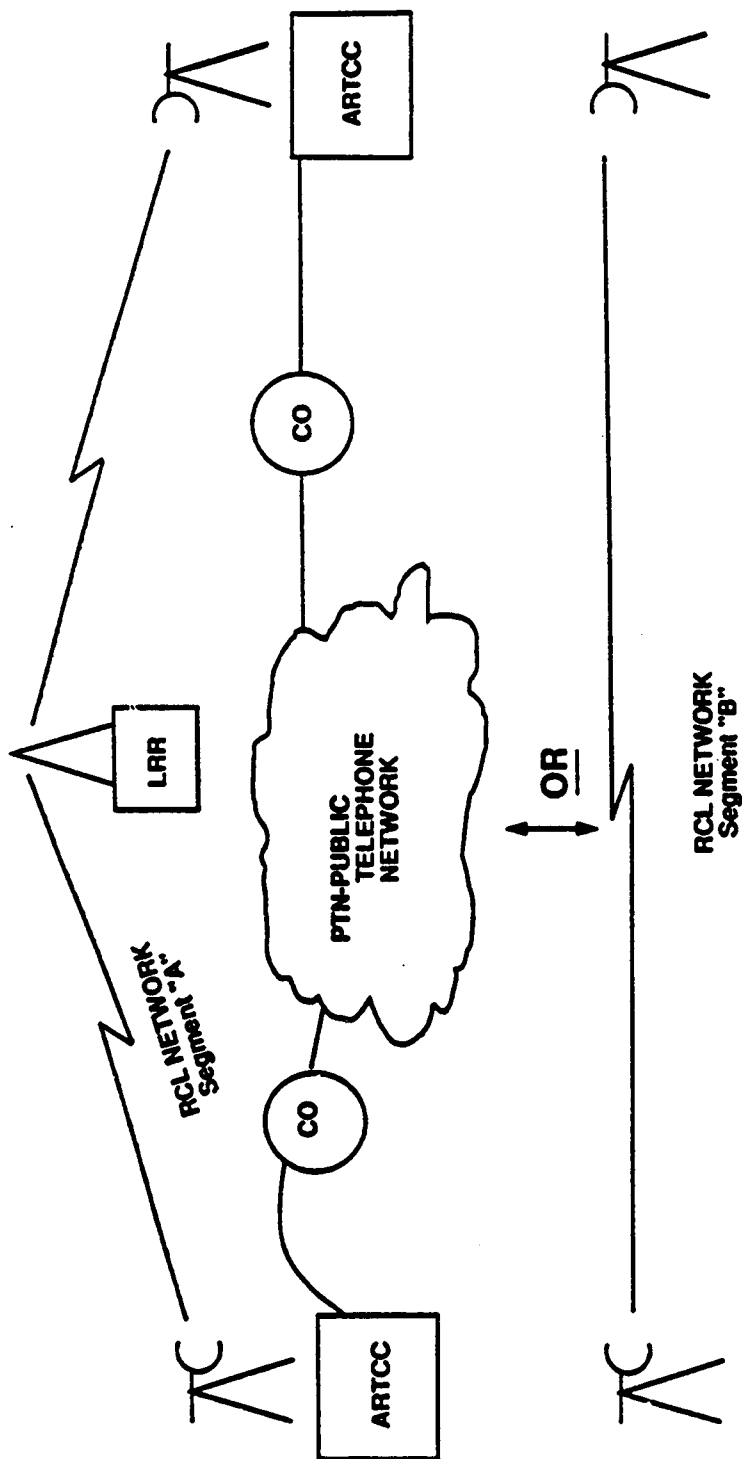 RCL NETWORK
Segment "A"
LRR
ARTCC
CO
PTN-PUBLIC
TELEPHONE
NETWORK
CO
ARTCC
OR
RCL NETWORK
Segment "B"